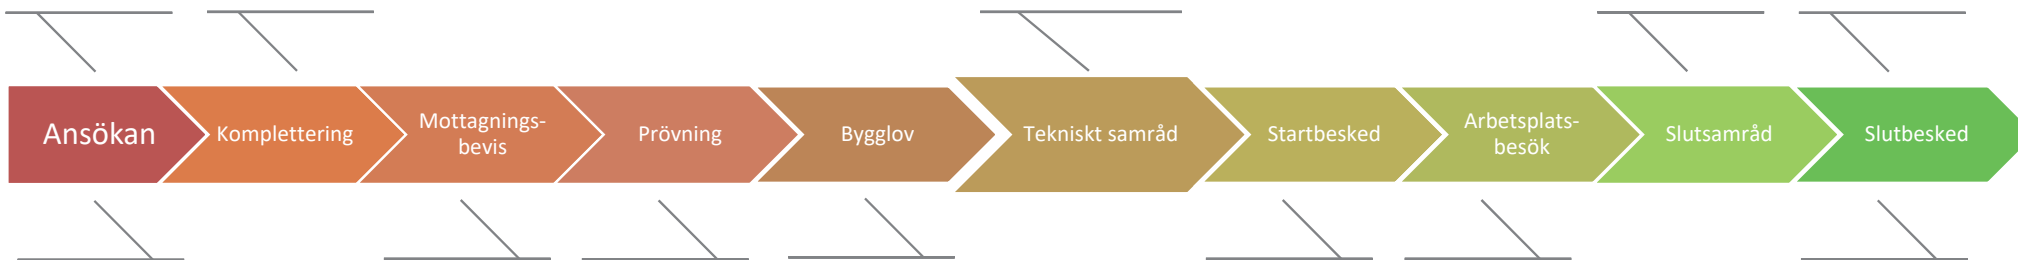 Ansökan
Komplettering
Mottagnings-
bevis
Prövning
Bygglov
Tekniskt samråd
Startbesked
Arbetsplats-
besök
Slutsamråd
Slutbesked